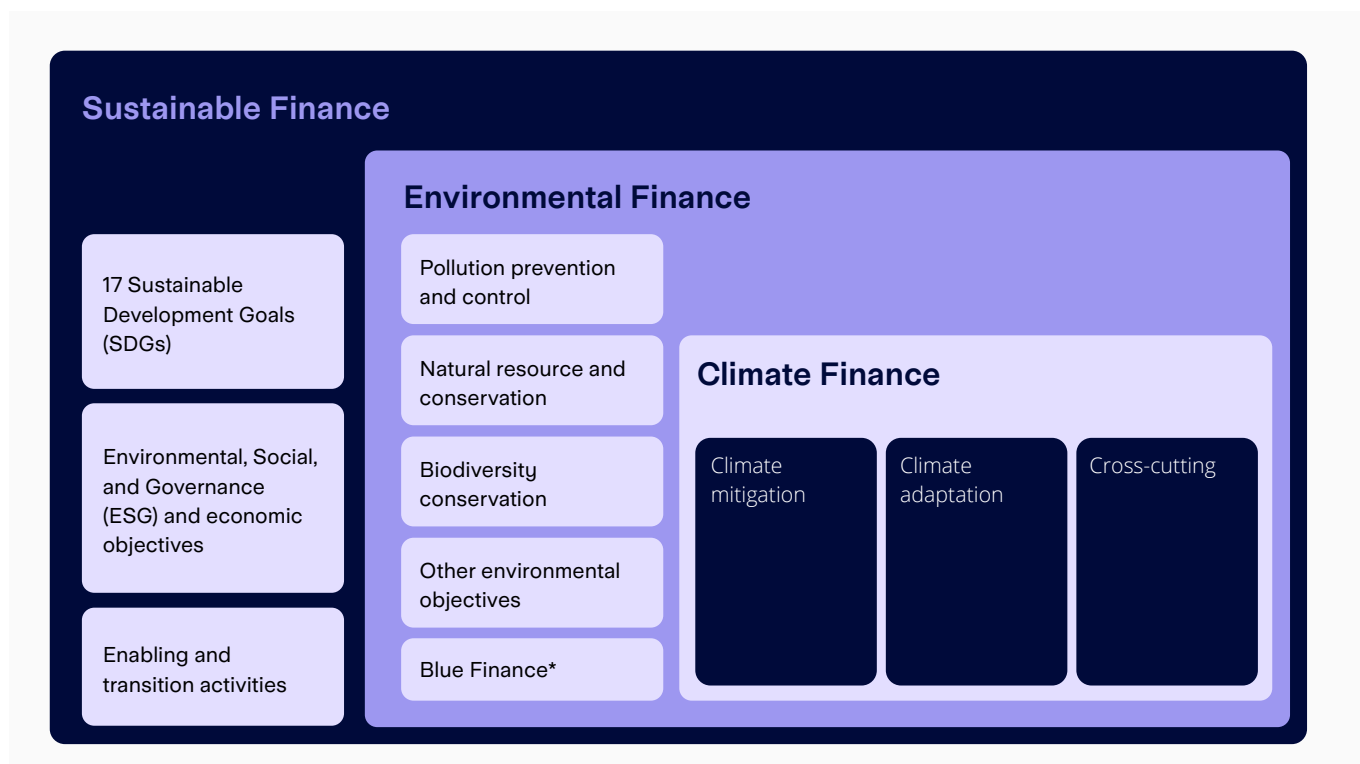 Sustainable Finance
17 Sustainable
Development Goals
(SDGs)
Environmental, Social,
and Governance
(ESG) and economic
objectives
Enabling and
transition activities
Environmental Finance
Pollution prevention
and control
Natural resource and
conservation
Biodiversity
conservation
Other environmental
objectives
Blue Finance*
Climate Finance
Climate
mitigation
Climate
adaptation
Cross-cutting